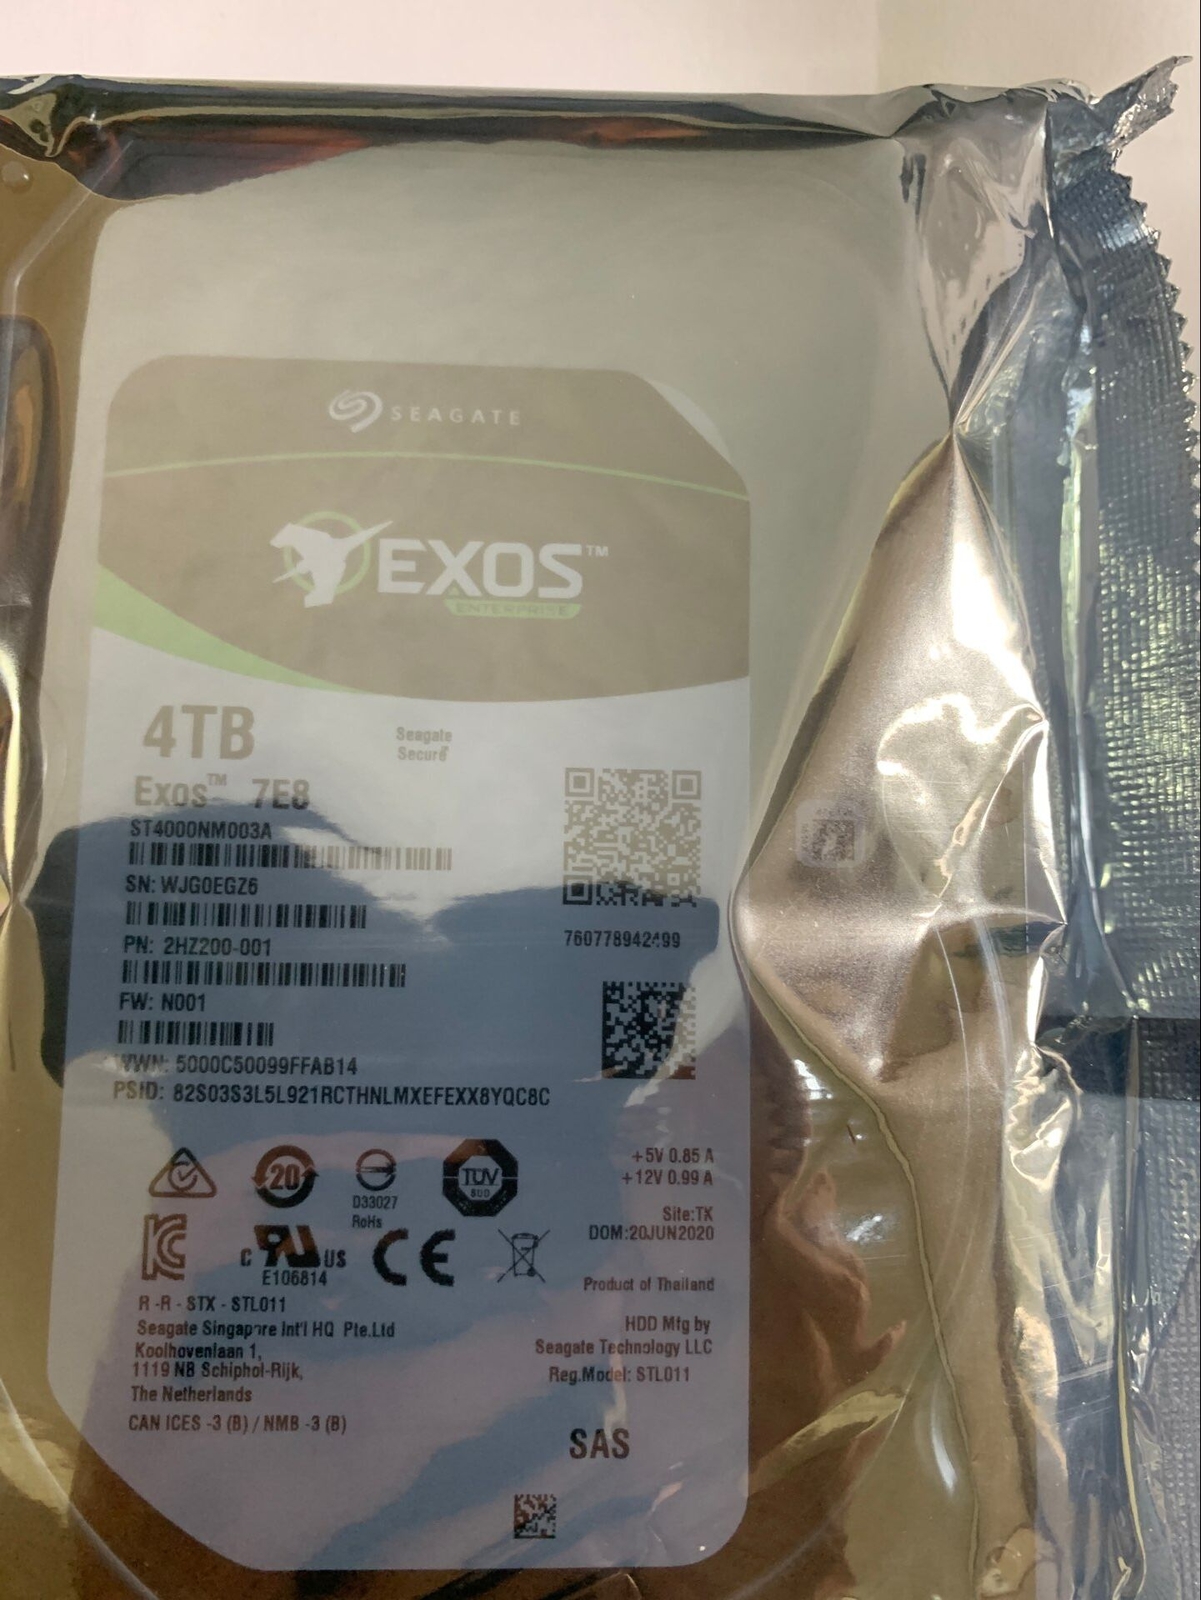 SEAGATE
EXOS™
ENTERPRISE
4TB
Seagate
Secure
Exos™ 7E8
ST4000NM003A
SN: WJG0EGZ6
PN: 2HZ200-001
760778942499
FW: N001
WWN: 5000C50099FFAB14
PSID: 82S03S3L5L921RCTHNLMXEFEXX8YQC8C
+5V 0.85 A
+12V 0.99 A
20
D33027
RoHs
TÜV
SÜD
Site:TX
DOM:20JUN2020
C US
E106814
CE
Product of Thailand
R-R-STX-STL011
Seagate Singapore Int'l HQ Pte.Ltd
Koolhovenlaan 1,
1119 NB Schiphol-Rijk,
The Netherlands
CAN ICES -3 (B) / NMB -3 (B)
HDD Mfg by
Seagate Technology LLC
Reg.Model: STL011
SAS